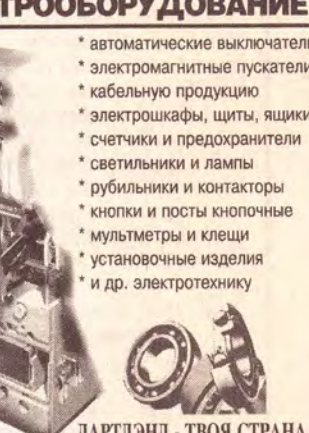 ТРООБОРУДОВАНИЕ
* автоматические выключатели
* электромагнитные пускатели
* кабельную продукцию
* электрошкафы, щиты, ящики
* счетчики и предохранители
* светильники и лампы
* рубильники и контакторы
* кнопки и посты кнопочные
* мультметры и клещи
* установочные изделия
* и др. электротехнику
ПАРТЛЭНД - ТВОЯ СТРАНА